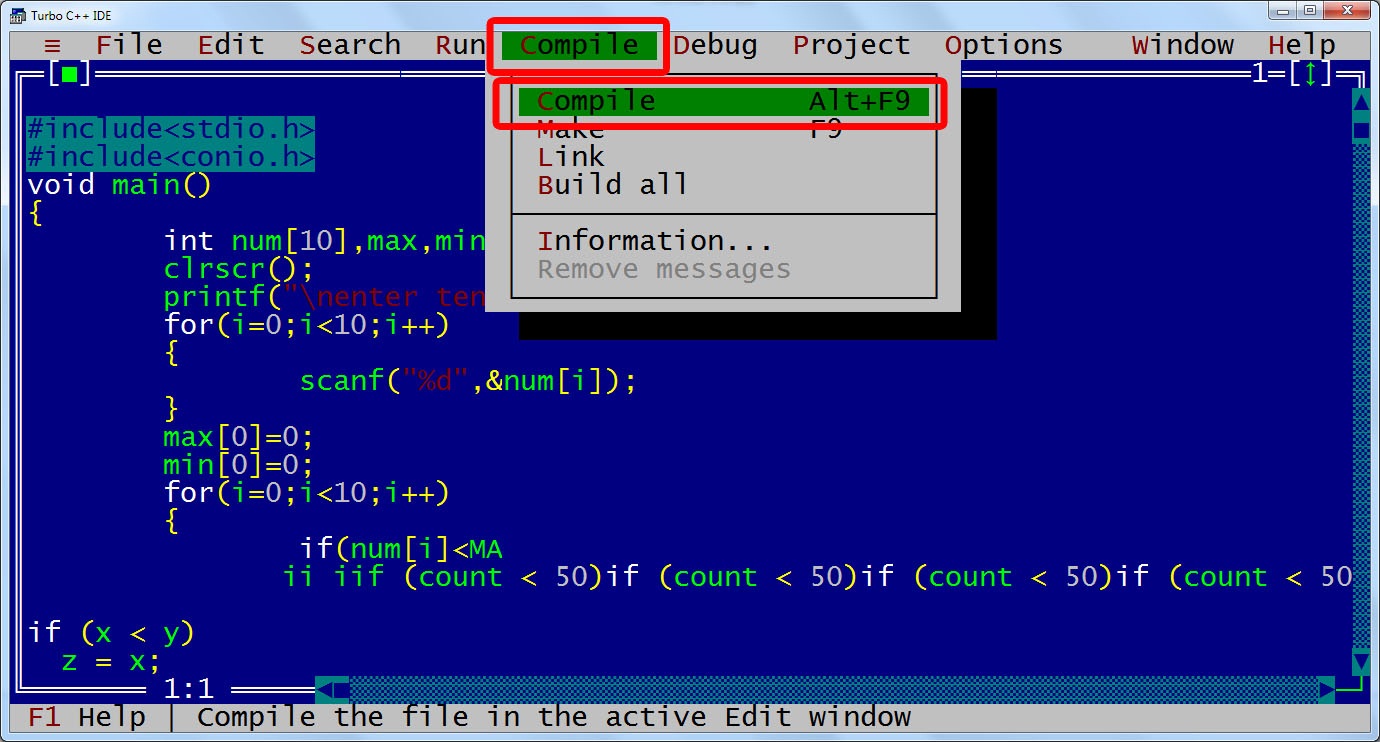 Turbo C++ IDE
≡ File Edit Search Run Compile Debug Project Options Window Help
1=[↕]
Compile Alt+F9
Make F9
Link
Build all
Information...
Remove messages
#include<stdio.h>
#include<conio.h>
void main()
{
int num[10],max,min
clrscr();
printf("\nenter ten
for(i=0;i<10;i++)
{
scanf("%d",&num[i]);
}
max[0]=0;
min[0]=0;
for(i=0;i<10;i++)
{
if(num[i]<MA
ii iif (count < 50)if (count < 50)if (count < 50)if (count < 50
if (x < y)
z = x;
1:1
F1 Help | Compile the file in the active Edit window